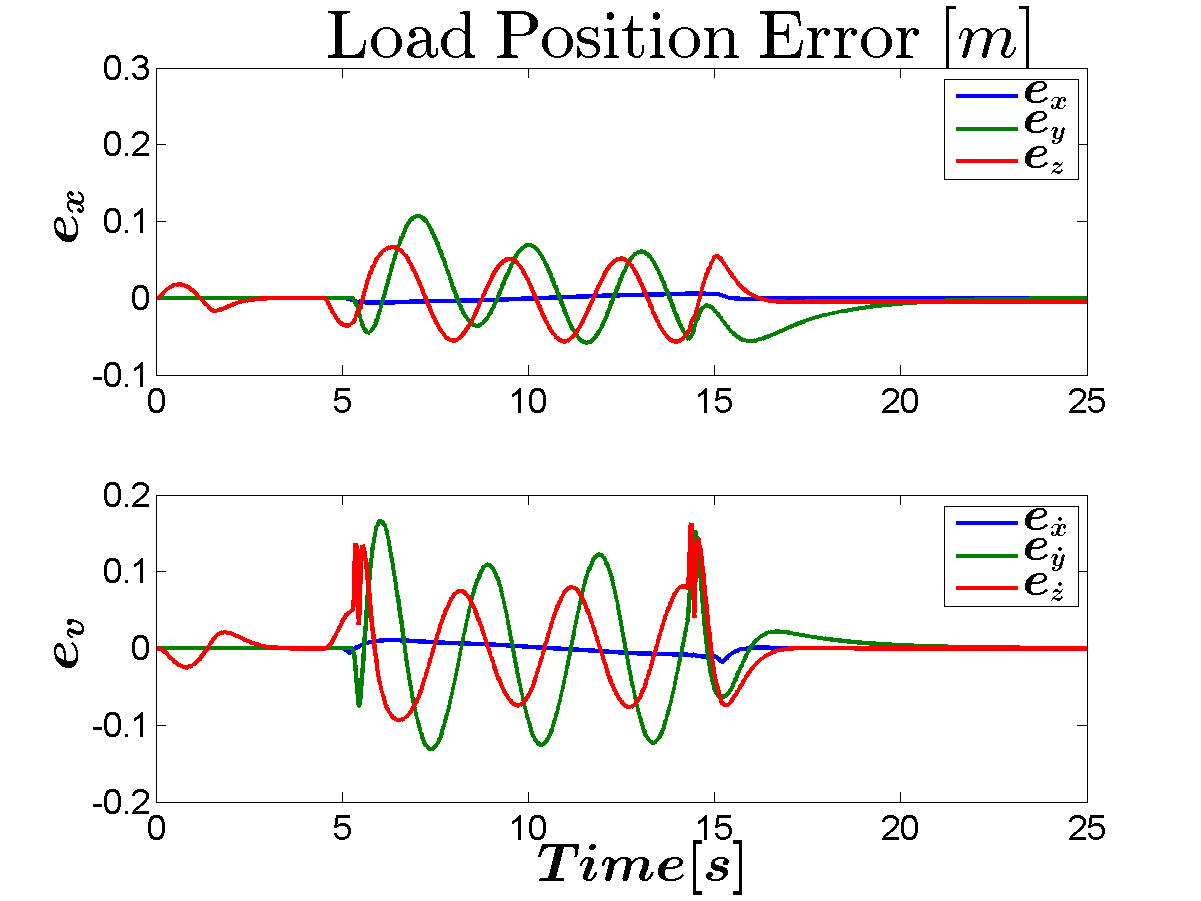 Load Position Error [m]
0.3
0.2
0.1
0
-0.1
e_x
0 5 10 15 20 25
e_x
e_y
e_z
0.2
0.1
0
-0.1
-0.2
e_v
0 5 10 15 20 25
e_ẋ
e_ẏ
e_ż
Time[s]